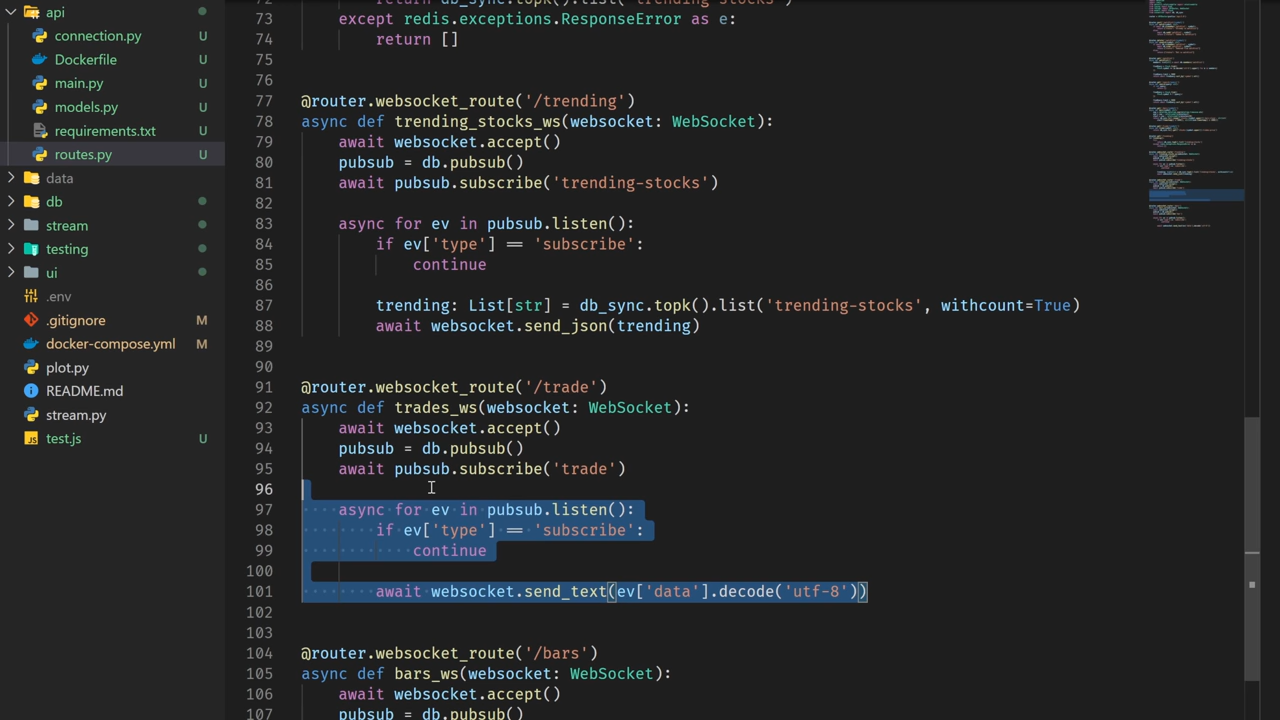 api
connection.py U
Dockerfile U
main.py U
models.py U
requirements.txt U
routes.py U
data
db
stream
testing
ui
.env
.gitignore M
docker-compose.yml M
plot.py
README.md
stream.py
test.js U
72 return db_sync.topk().list('trending-stocks')
73 except redis.exceptions.ResponseError as e:
74 return []
75
76
77 @router.websocket_route('/trending')
78 async def trending_stocks_ws(websocket: WebSocket):
79 await websocket.accept()
80 pubsub = db.pubsub()
81 await pubsub.subscribe('trending-stocks')
82
83 async for ev in pubsub.listen():
84 if ev['type'] == 'subscribe':
85 continue
86
87 trending: List[str] = db_sync.topk().list('trending-stocks', withcount=True)
88 await websocket.send_json(trending)
89
90
91 @router.websocket_route('/trade')
92 async def trades_ws(websocket: WebSocket):
93 await websocket.accept()
94 pubsub = db.pubsub()
95 await pubsub.subscribe('trade')
96
97 async for ev in pubsub.listen():
98 if ev['type'] == 'subscribe':
99 continue
100
101 await websocket.send_text(ev['data'].decode('utf-8'))
102
103
104 @router.websocket_route('/bars')
105 async def bars_ws(websocket: WebSocket):
106 await websocket.accept()
107 pubsub = db.pubsub()